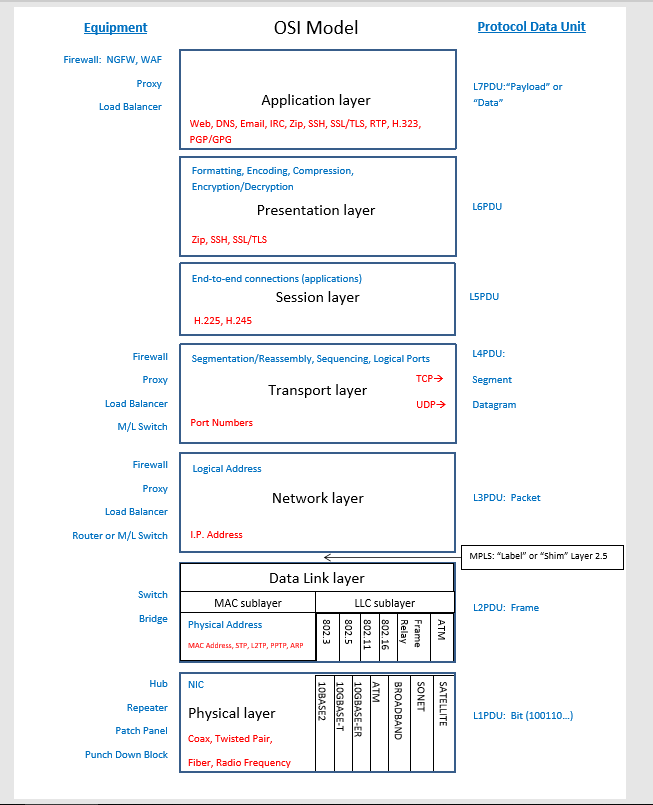 Equipment
OSI Model
Protocol Data Unit
Firewall: NGFW, WAF
Proxy
Load Balancer
Application layer
Web, DNS, Email, IRC, Zip, SSH, SSL/TLS, RTP, H.323,
PGP/GPG
L7PDU:“Payload” or
“Data”
Formatting, Encoding, Compression,
Encryption/Decryption
Presentation layer
Zip, SSH, SSL/TLS
L6PDU
End-to-end connections (applications)
Session layer
H.225, H.245
L5PDU
Firewall
Proxy
Load Balancer
M/L Switch
Segmentation/Reassembly, Sequencing, Logical Ports
Transport layer
TCP→
UDP→
Port Numbers
L4PDU:
Segment
Datagram
Firewall
Proxy
Load Balancer
Router or M/L Switch
Logical Address
Network layer
I.P. Address
L3PDU: Packet
MPLS: “Label” or “Shim” Layer 2.5
Switch
Bridge
Data Link layer
MAC sublayer
LLC sublayer
Physical Address
MAC Address, STP, L2TP, PPTP, ARP
802.3
802.5
802.11
802.16
Frame
Relay
ATM
L2PDU: Frame
Hub
Repeater
Patch Panel
Punch Down Block
NIC
Physical layer
Coax, Twisted Pair,
Fiber, Radio Frequency
10BASE2
10GBASE-T
10GBASE-ER
ATM
BROADBAND
SONET
SATELLITE
L1PDU: Bit (100110…)